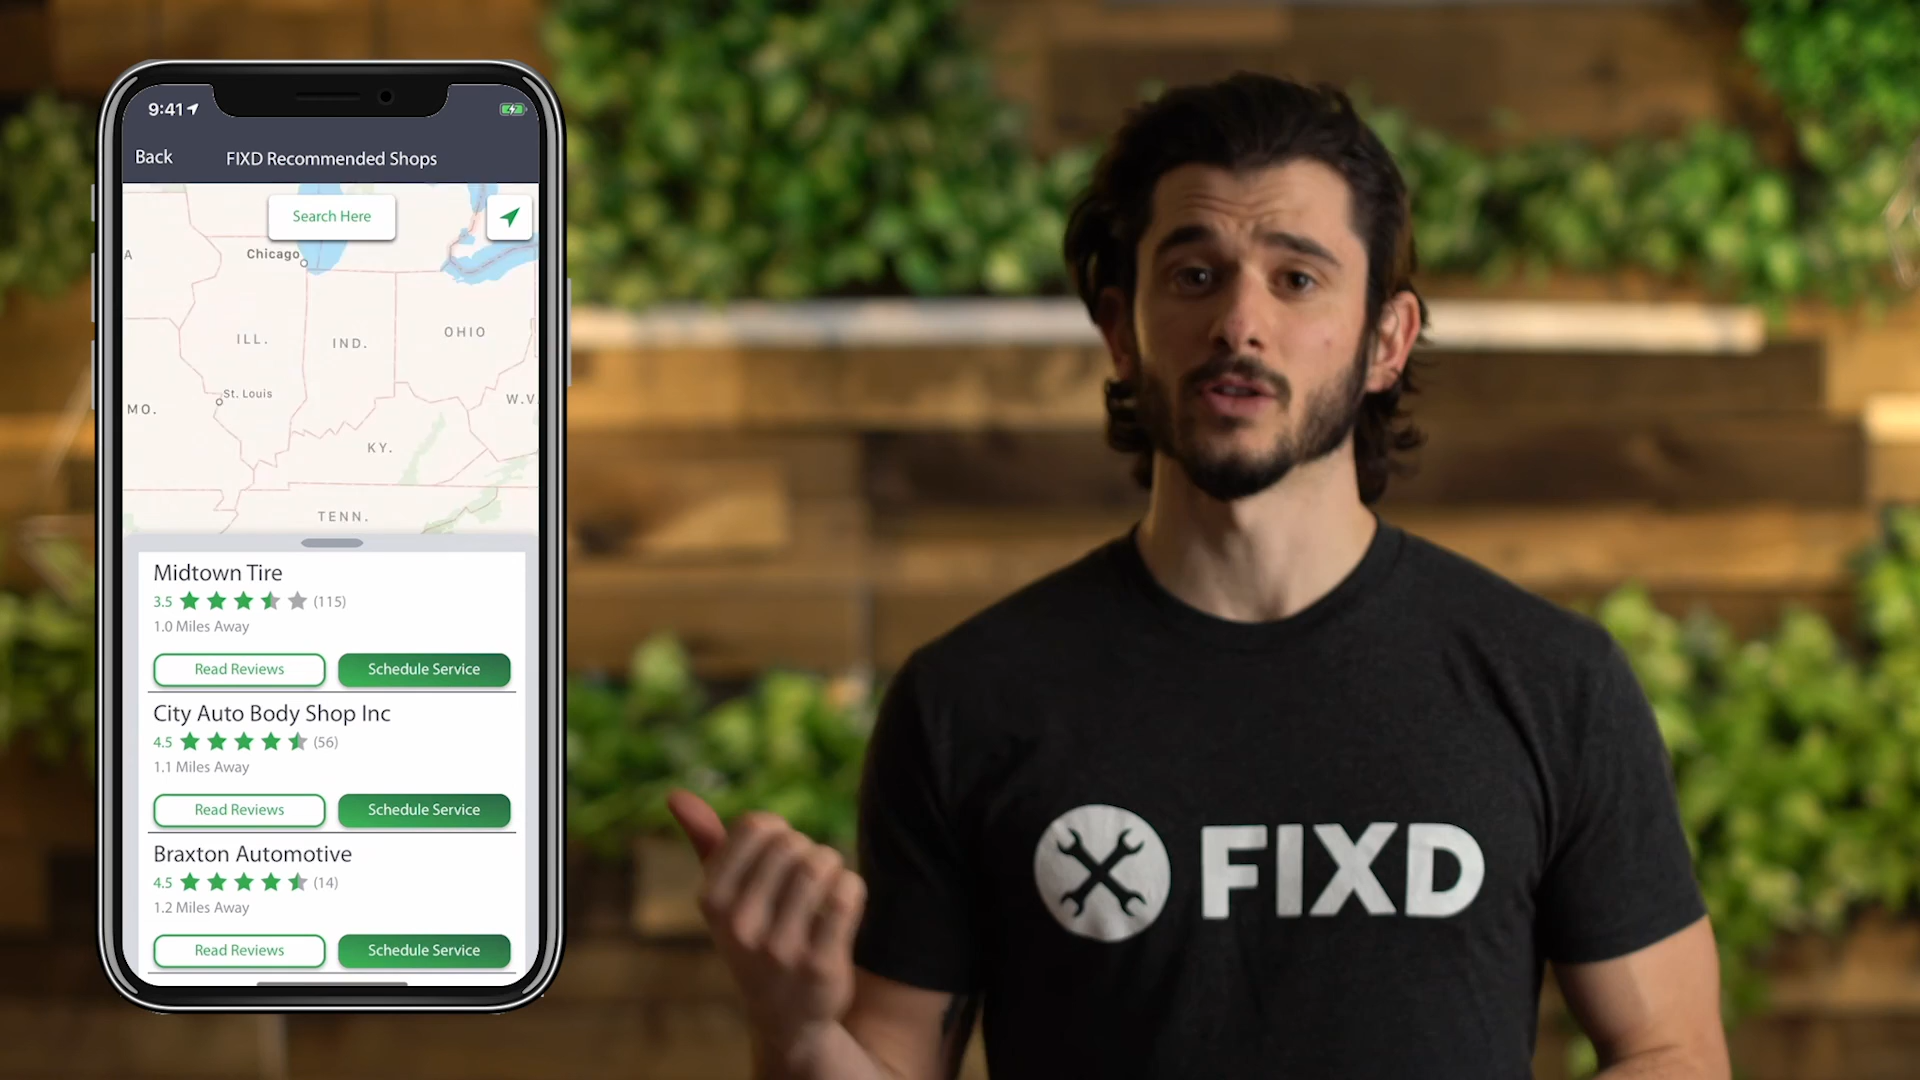 9:41
Back
FIXD Recommended Shops
Search Here
A
Chicago
ILL.
IND.
OHIO
St. Louis
MO.
W.V.
KY.
TENN.
Midtown Tire
3.5 (115)
1.0 Miles Away
Read Reviews
Schedule Service
City Auto Body Shop Inc
4.5 (56)
1.1 Miles Away
Read Reviews
Schedule Service
Braxton Automotive
4.5 (14)
1.2 Miles Away
Read Reviews
Schedule Service
FIXD